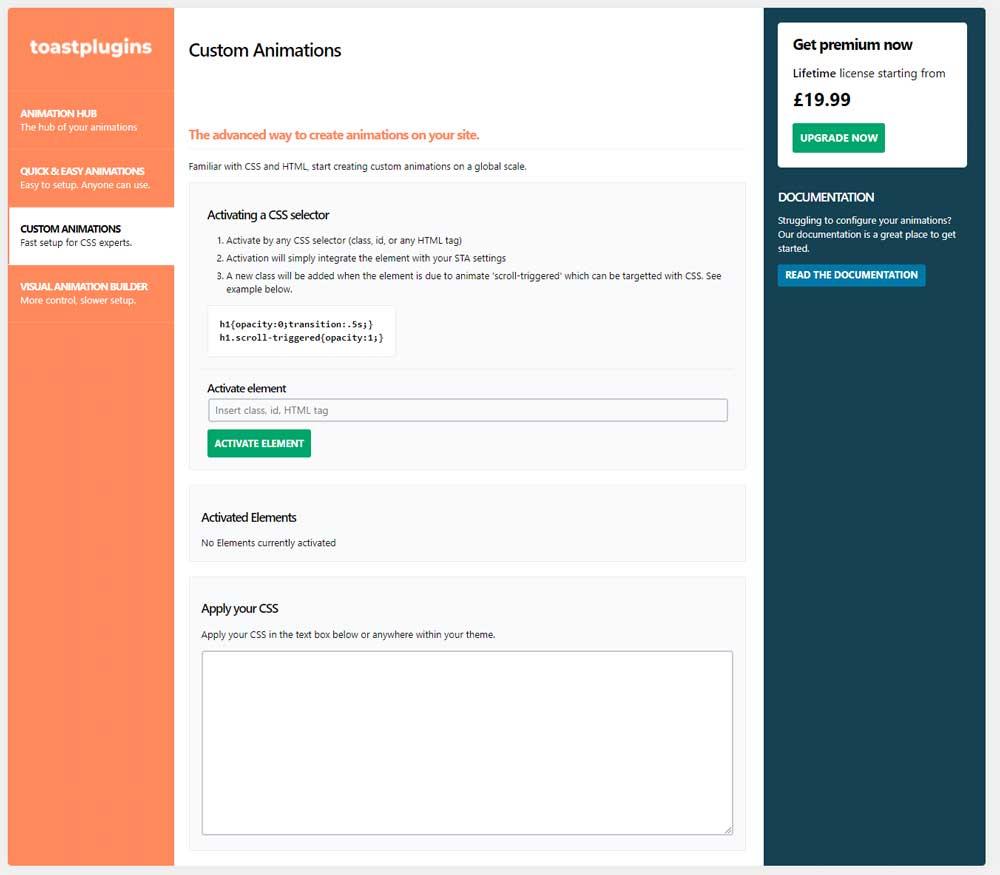 toastplugins
ANIMATION HUB
The hub of your animations
QUICK & EASY ANIMATIONS
Easy to setup. Anyone can use.
CUSTOM ANIMATIONS
Fast setup for CSS experts.
VISUAL ANIMATION BUILDER
More control, slower setup.
Custom Animations
The advanced way to create animations on your site.
Familiar with CSS and HTML, start creating custom animations on a global scale.
Activating a CSS selector
1. Activate by any CSS selector (class, id, or any HTML tag)
2. Activation will simply integrate the element with your STA settings
3. A new class will be added when the element is due to animate 'scroll-triggered' which can be targetted with CSS. See
example below.
h1{opacity:0;transition:.5s;}
h1.scroll-triggered{opacity:1;}
Activate element
Insert class, id, HTML tag
ACTIVATE ELEMENT
Activated Elements
No Elements currently activated
Apply your CSS
Apply your CSS in the text box below or anywhere within your theme.
Get premium now
Lifetime license starting from
£19.99
UPGRADE NOW
DOCUMENTATION
Struggling to configure your animations?
Our documentation is a great place to get
started.
READ THE DOCUMENTATION